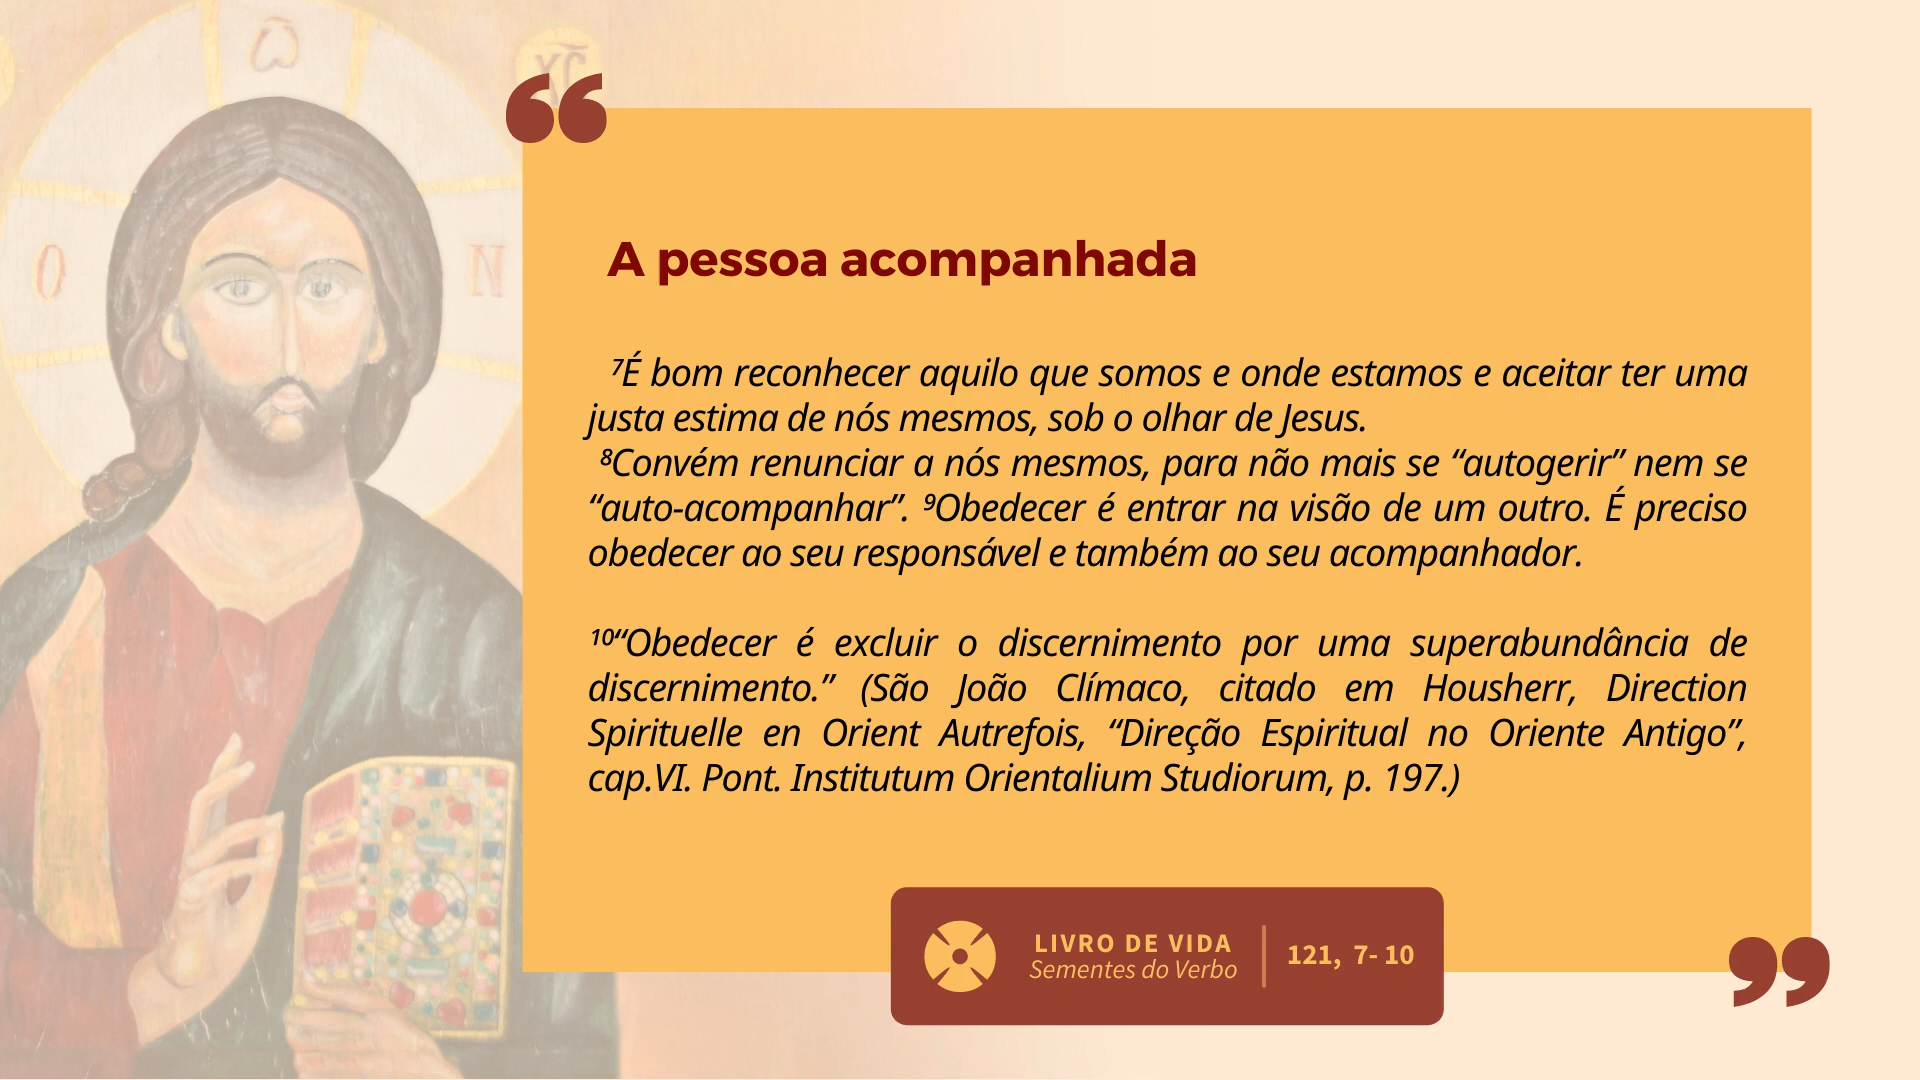 ω
XC
O
N
“
A pessoa acompanhada
⁷É bom reconhecer aquilo que somos e onde estamos e aceitar ter uma
justa estima de nós mesmos, sob o olhar de Jesus.
⁸Convém renunciar a nós mesmos, para não mais se “autogerir” nem se
“auto-acompanhar”. ⁹Obedecer é entrar na visão de um outro. É preciso
obedecer ao seu responsável e também ao seu acompanhador.
¹⁰“Obedecer é excluir o discernimento por uma superabundância de
discernimento.” (São João Clímaco, citado em Housherr, Direction
Spirituelle en Orient Autrefois, “Direção Espiritual no Oriente Antigo”,
cap.VI. Pont. Institutum Orientalium Studiorum, p. 197.)
LIVRO DE VIDA
Sementes do Verbo
121, 7- 10
”